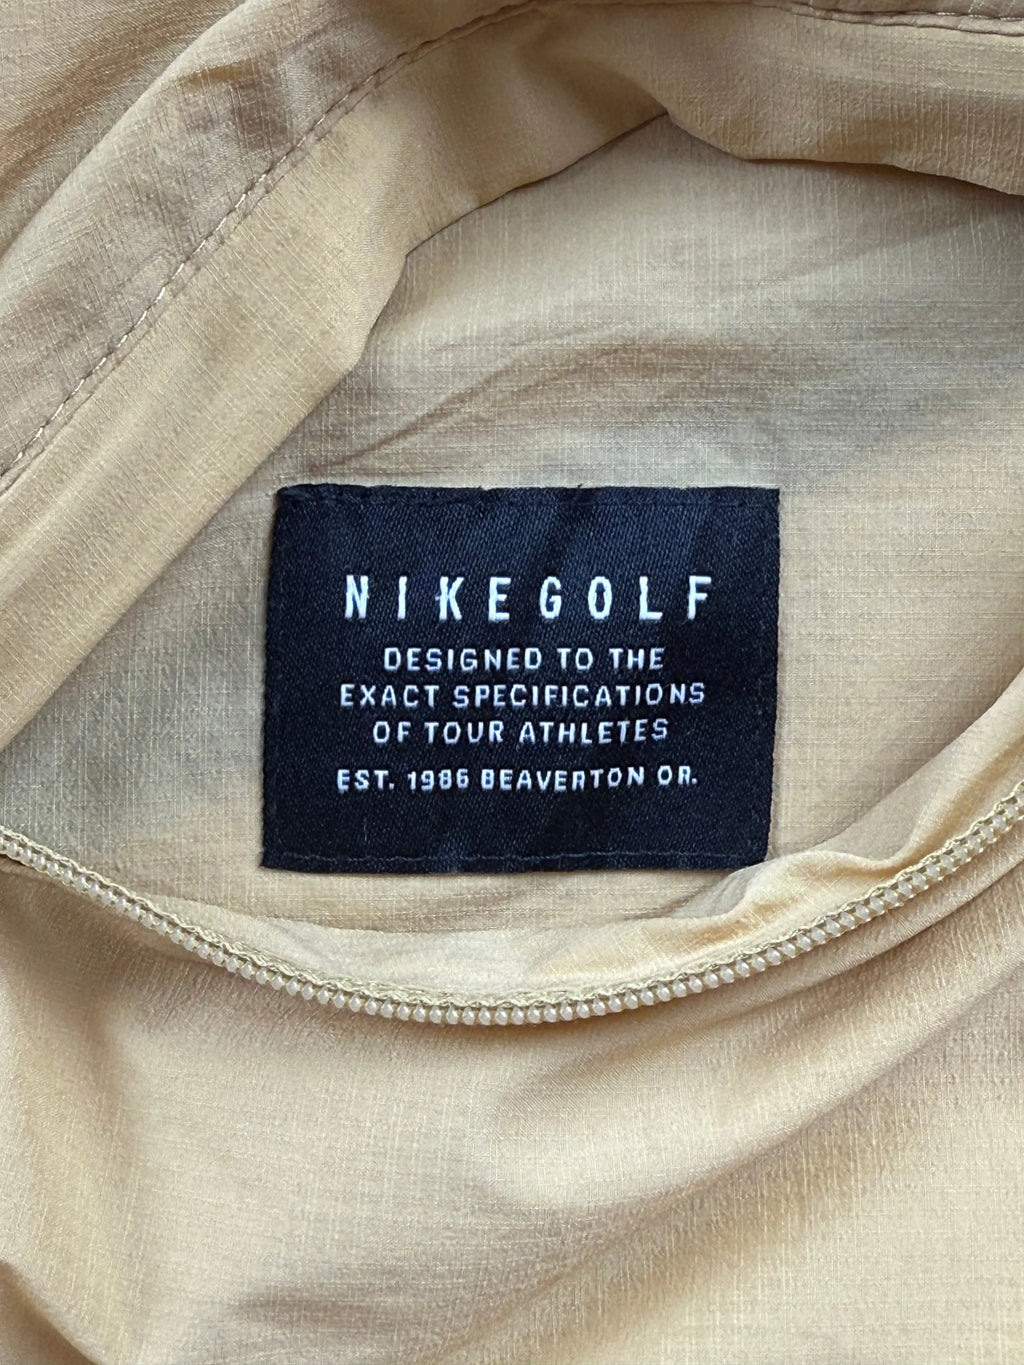 NIKEGOLF
DESIGNED TO THE
EXACT SPECIFICATIONS
OF TOUR ATHLETES
EST. 1986 BEAVERTON OR.